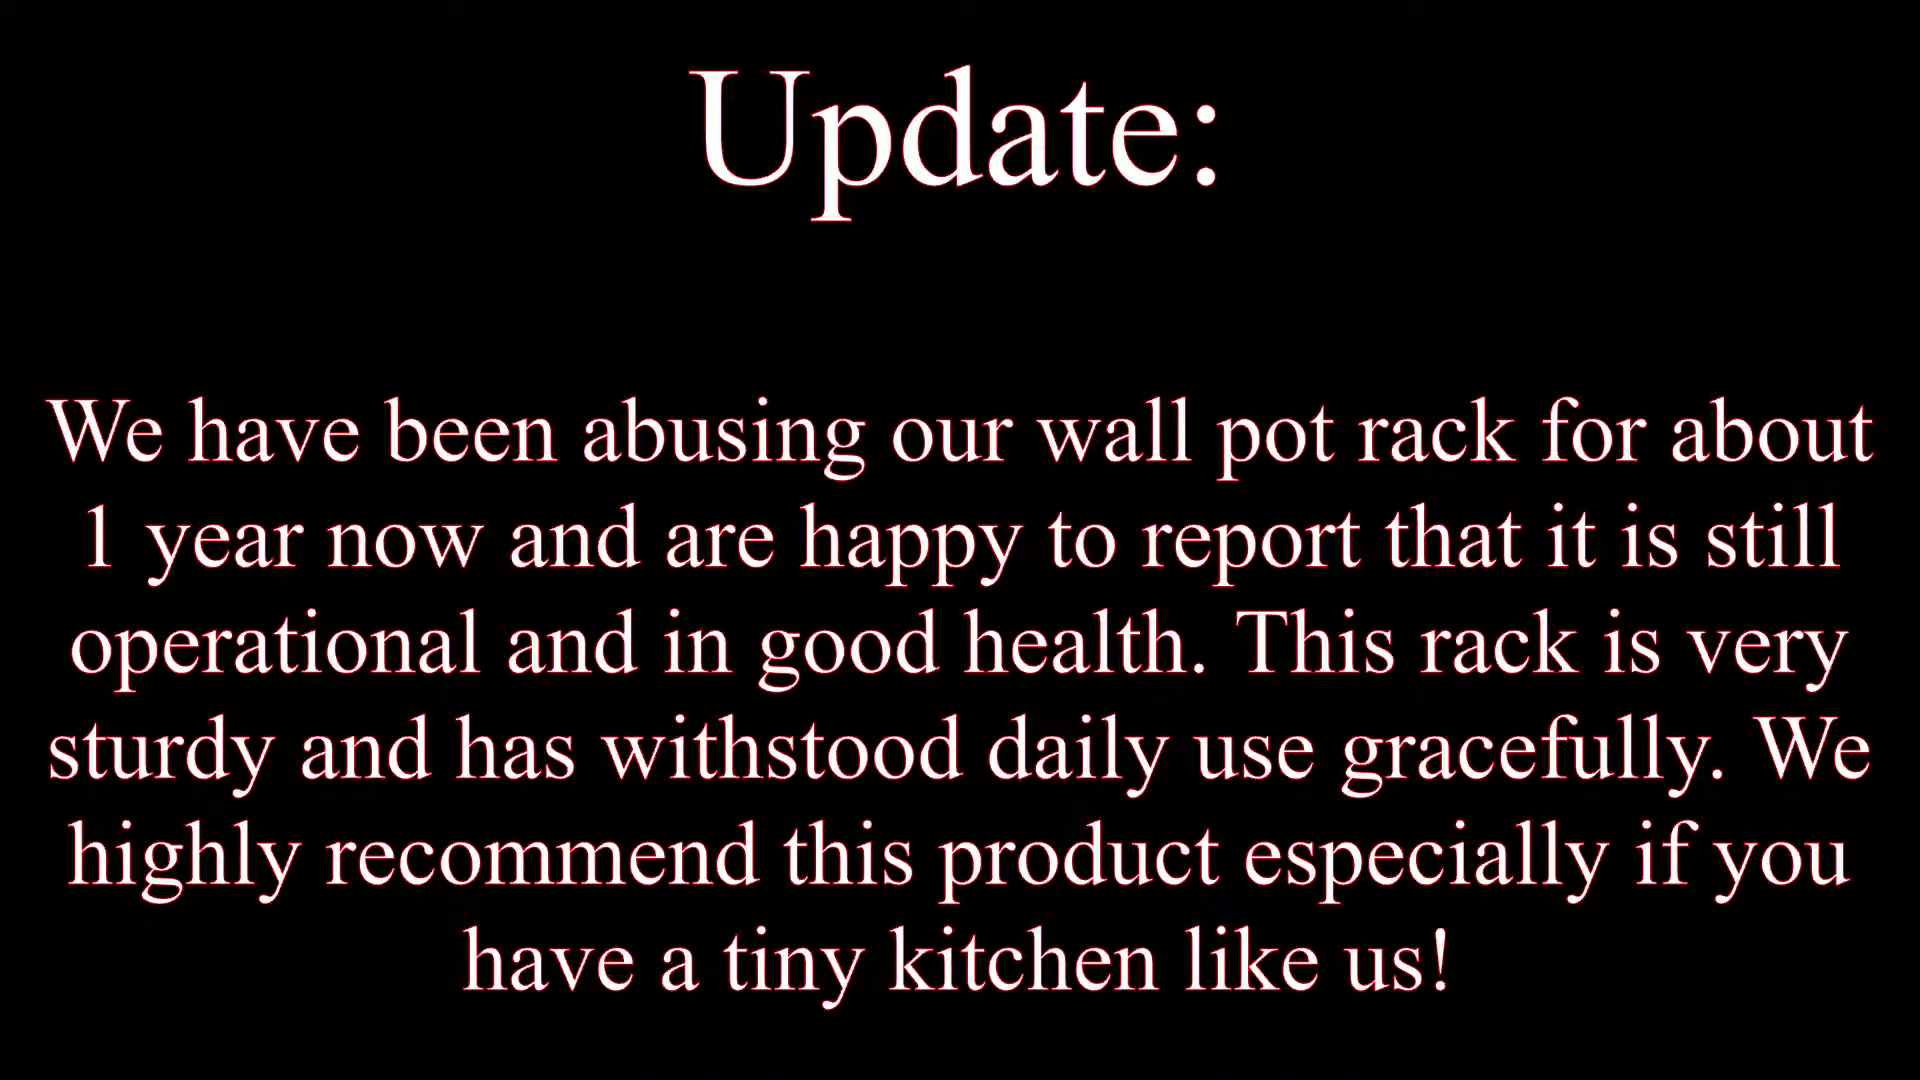 Update:
We have been abusing our wall pot rack for about
1 year now and are happy to report that it is still
operational and in good health. This rack is very
sturdy and has withstood daily use gracefully. We
highly recommend this product especially if you
have a tiny kitchen like us!